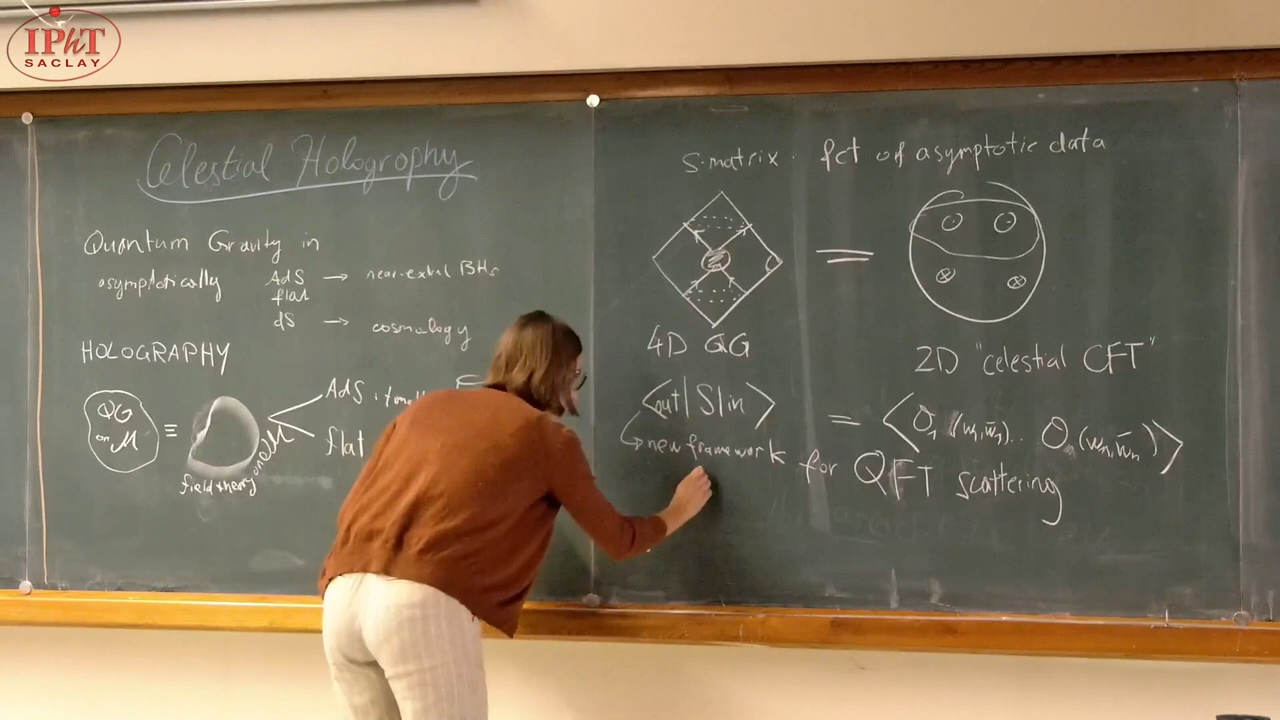 IPhT
SACLAY
Celestial Holography
Quantum Gravity in
asymptotically
AdS → near-extal BHs
flat
dS → cosmology
HOLOGRAPHY
QG
on M
≡
field theory
on ∂M
AdS :
flat
S-matrix . fct of asymptotic data
=
4D QG
2D "celestial CFT"
<out|S|in> = <O₁(w₁,w̄₁)... Oₙ(wₙ,w̄ₙ)>
↳ new framework for QFT scattering